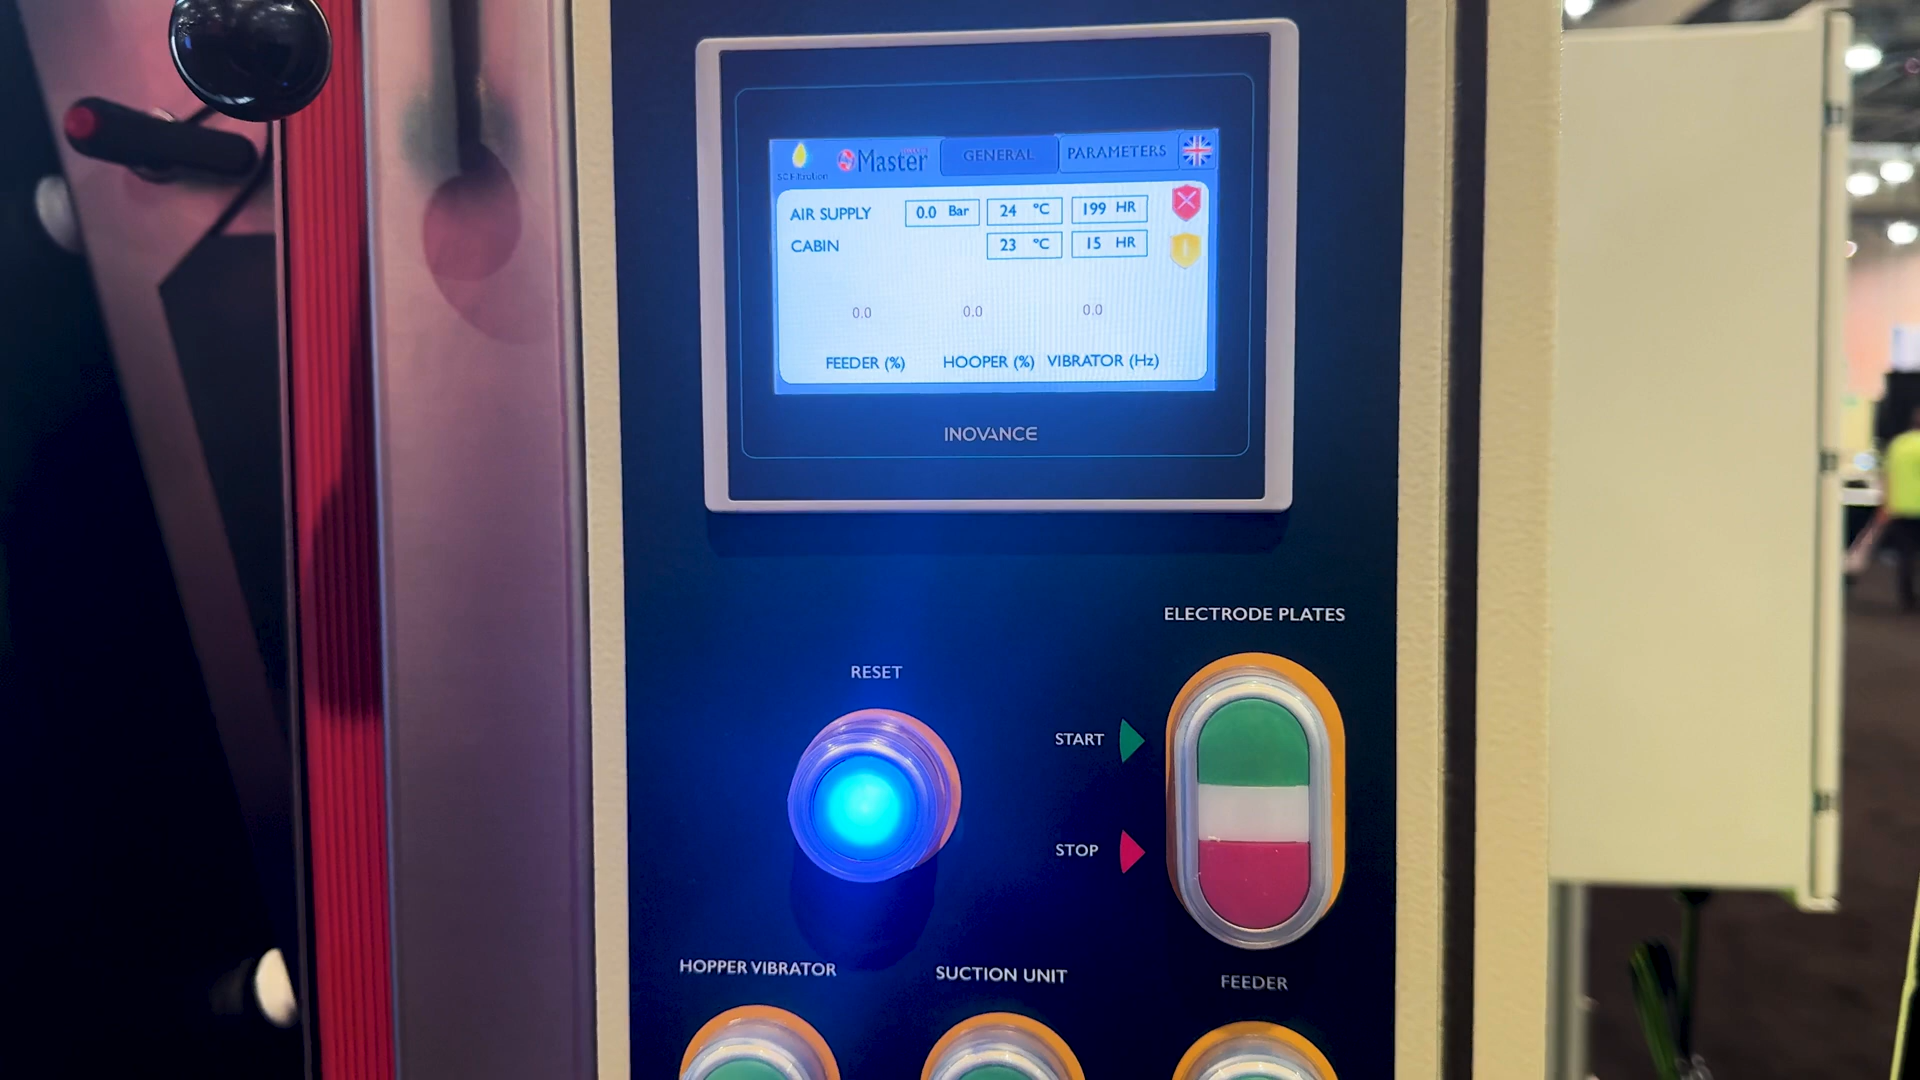 SCFiltration Master GENERAL PARAMETERS
AIR SUPPLY 0.0 Bar 24 °C 199 HR
CABIN 23 °C 15 HR
0.0 0.0 0.0
FEEDER (%) HOOPER (%) VIBRATOR (Hz)
INOVANCE
ELECTRODE PLATES
RESET
START
STOP
HOPPER VIBRATOR SUCTION UNIT FEEDER